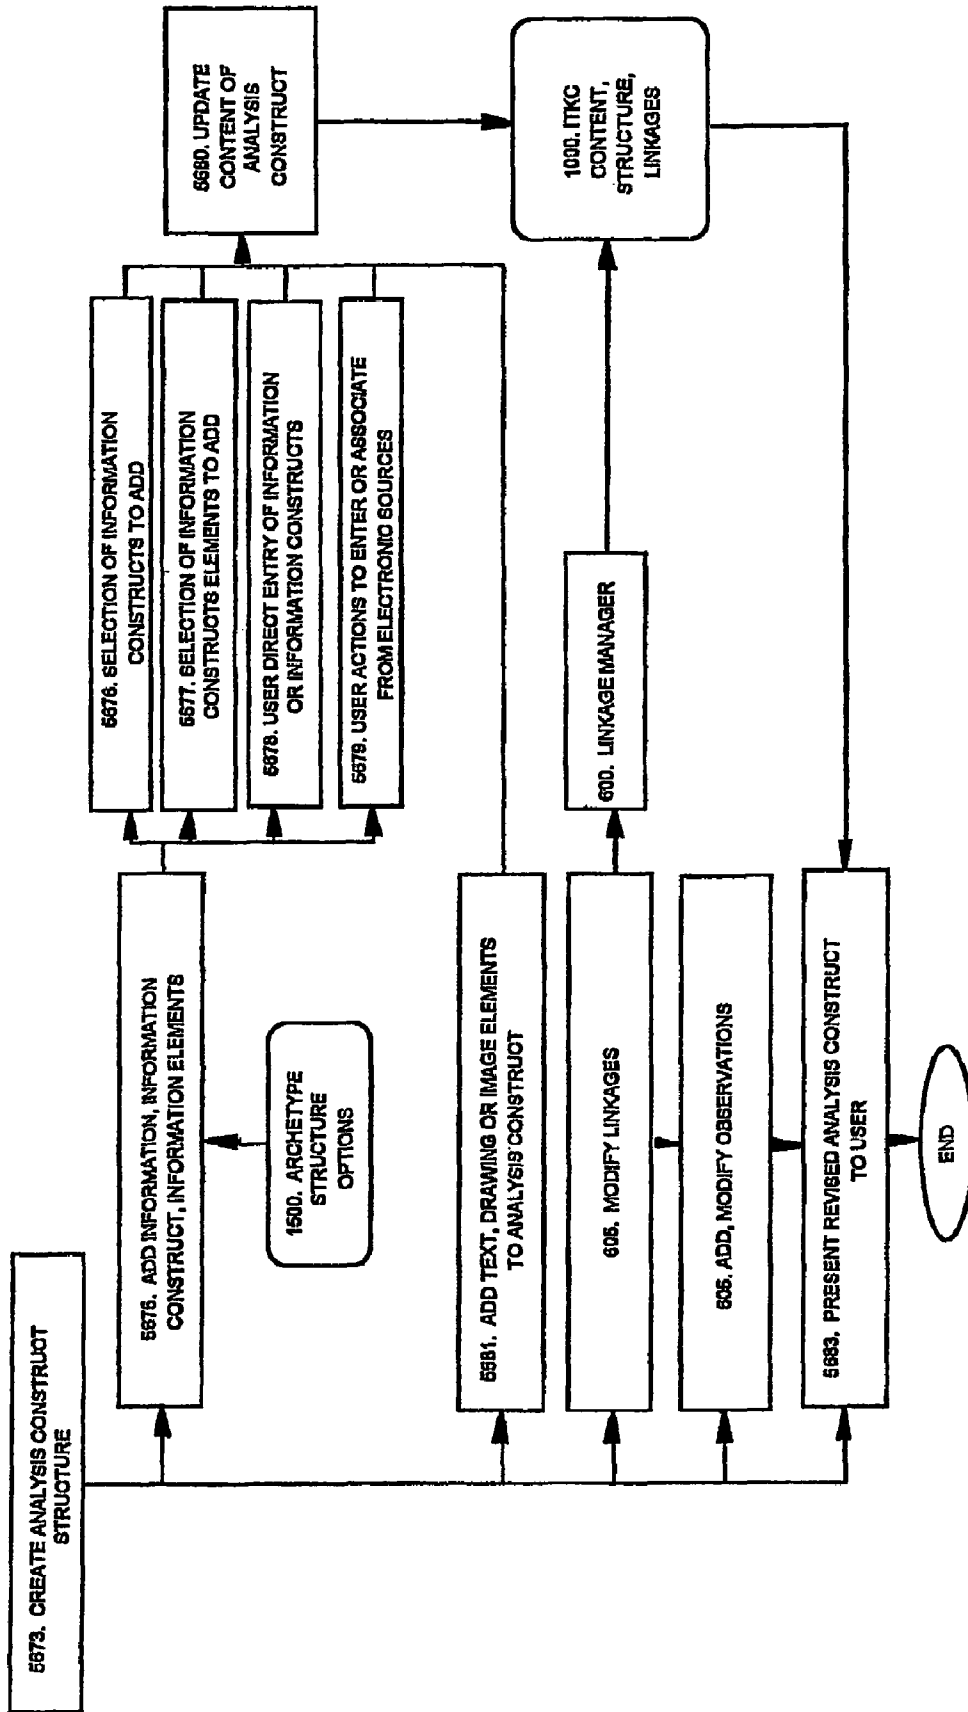 5673. CREATE ANALYSIS CONSTRUCT
STRUCTURE
5675. ADD INFORMATION, INFORMATION
CONSTRUCT, INFORMATION ELEMENTS
1500. ARCHETYPE
STRUCTURE
OPTIONS
5676. SELECTION OF INFORMATION
CONSTRUCTS TO ADD
5677. SELECTION OF INFORMATION
CONSTRUCTS ELEMENTS TO ADD
5678. USER DIRECT ENTRY OF INFORMATION
OR INFORMATION CONSTRUCTS
5679. USER ACTIONS TO ENTER OR ASSOCIATE
FROM ELECTRONIC SOURCES
5680. UPDATE
CONTENT OF
ANALYSIS
CONSTRUCT
5681. ADD TEXT, DRAWING OR IMAGE ELEMENTS
TO ANALYSIS CONSTRUCT
605. MODIFY LINKAGES
600. LINKAGE MANAGER
1000. ITKC
CONTENT,
STRUCTURE,
LINKAGES
605. ADD, MODIFY OBSERVATIONS
5683. PRESENT REVISED ANALYSIS CONSTRUCT
TO USER
END